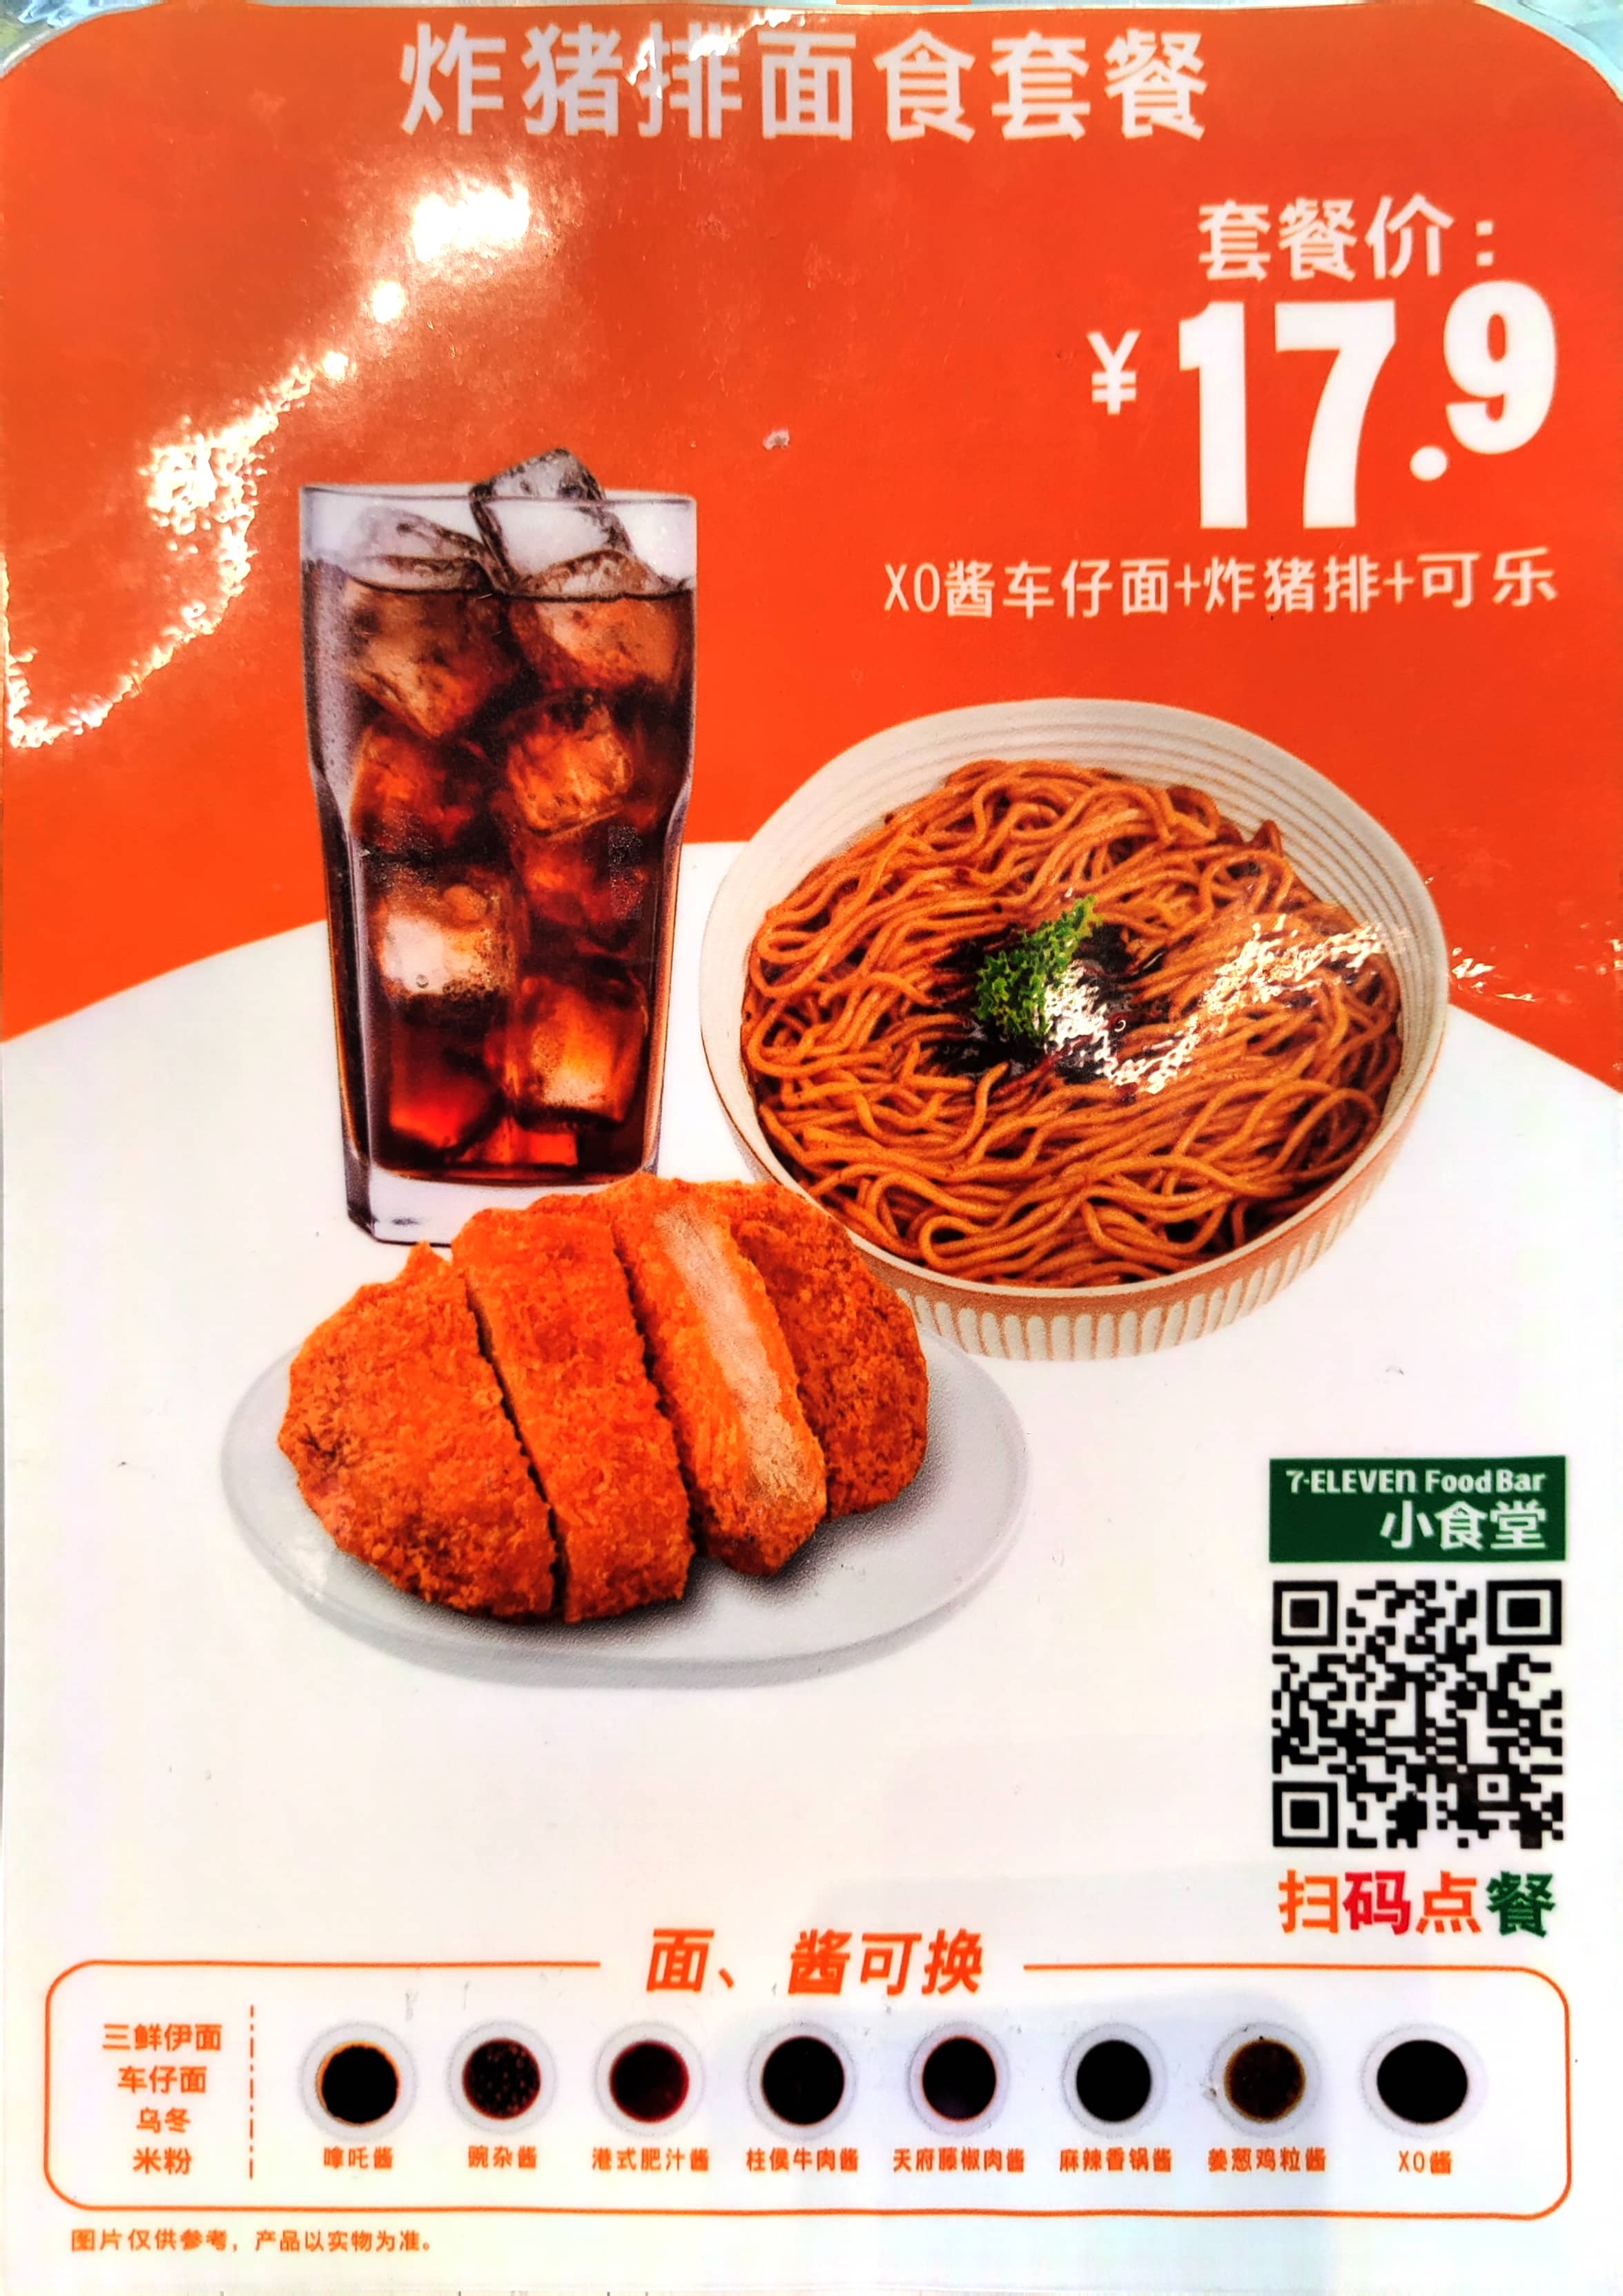 炸猪排面食套餐
套餐价：
¥17.9
XO酱车仔面+炸猪排+可乐
7-ELEVEn Food Bar
小食堂
扫码点餐
面、酱可换
三鲜伊面
车仔面
乌冬
米粉
嗱吒酱
豌杂酱
港式肥汁酱
柱侯牛肉酱
天府藤椒肉酱
麻辣香锅酱
姜葱鸡粒酱
XO酱
图片仅供参考，产品以实物为准。